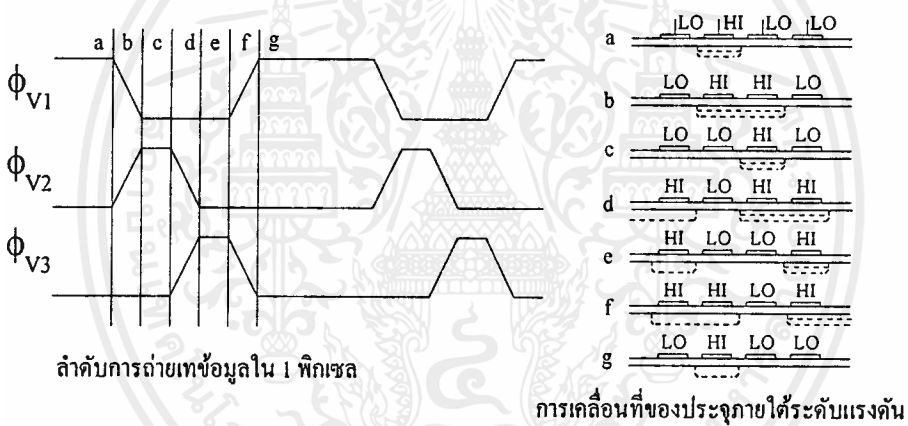 a b c d e f g
ϕV1
ϕV2
ϕV3
ลำดับการถ่ายเทข้อมูลใน 1 พิกเซล
a LO HI LO LO
b LO HI HI LO
c LO LO HI LO
d HI LO HI HI
e HI LO LO HI
f HI HI LO HI
g LO HI LO LO
การเคลื่อนที่ของประจุภายใต้ระดับแรงดัน